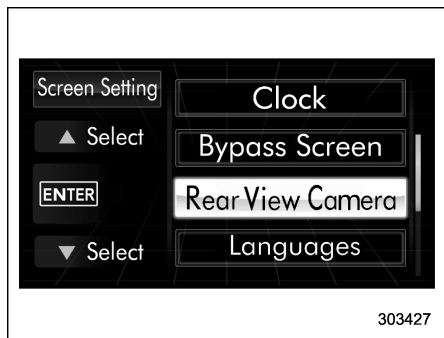 Screen Setting
▲ Select
ENTER
▼ Select
Clock
Bypass Screen
Rear View Camera
Languages
303427